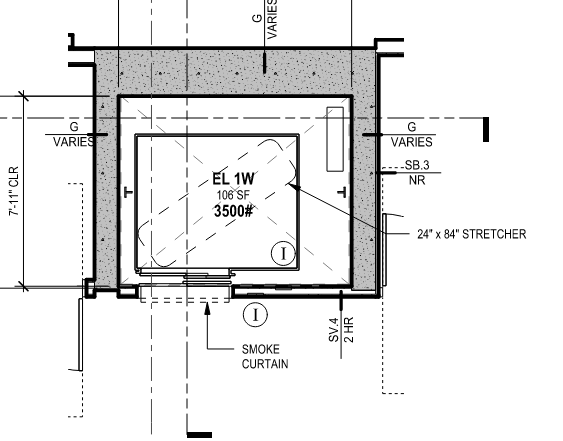 G
VARIES
G
VARIES
G
VARIES
SB.3
NR
7'-11" CLR
EL 1W
106 SF
3500#
24" x 84" STRETCHER
I
I
SV.4
2 HR
SMOKE
CURTAIN